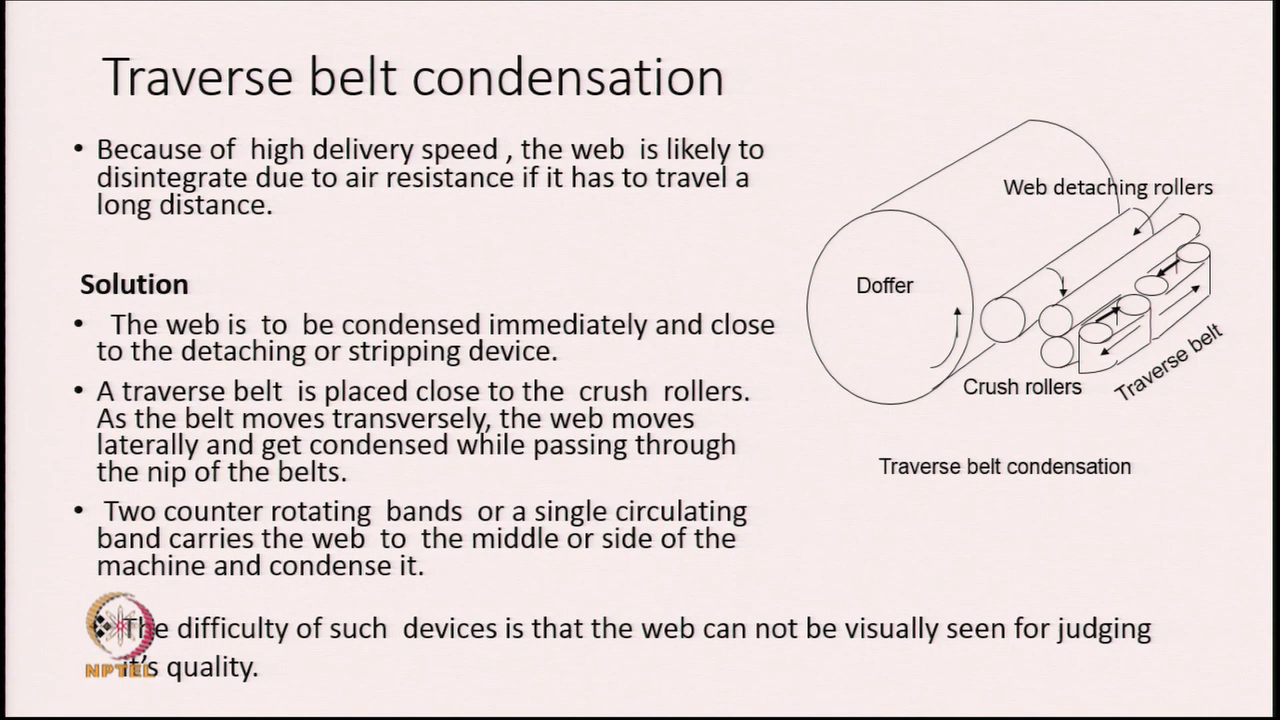 Traverse belt condensation
• Because of high delivery speed , the web is likely to
disintegrate due to air resistance if it has to travel a
long distance.
Solution
• The web is to be condensed immediately and close
to the detaching or stripping device.
• A traverse belt is placed close to the crush rollers.
As the belt moves transversely, the web moves
laterally and get condensed while passing through
the nip of the belts.
• Two counter rotating bands or a single circulating
band carries the web to the middle or side of the
machine and condense it.
The difficulty of such devices is that the web can not be visually seen for judging
it's quality.
NPTEL
Web detaching rollers
Doffer
Crush rollers
Traverse belt
Traverse belt condensation